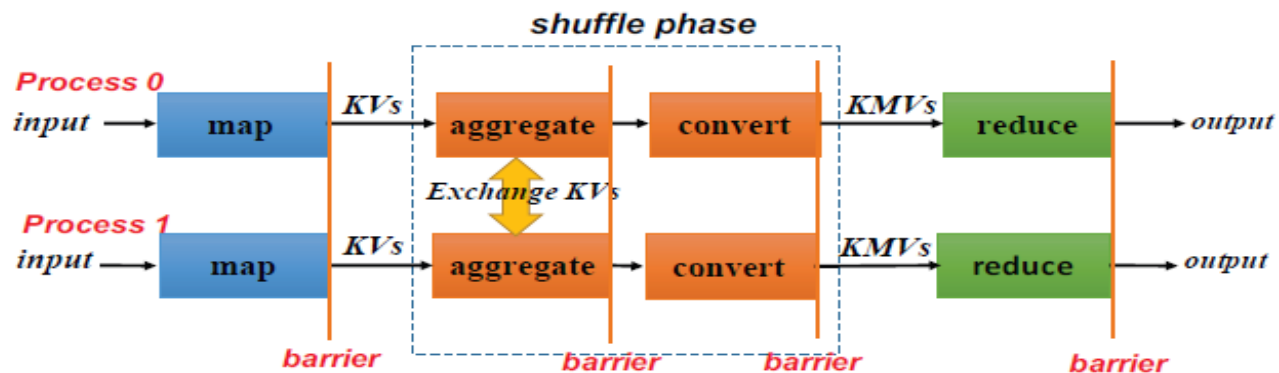 shuffle phase
Process 0
input map KVs aggregate convert KMVs reduce output
Exchange KVs
Process 1
input map KVs aggregate convert KMVs reduce output
barrier barrier barrier barrier